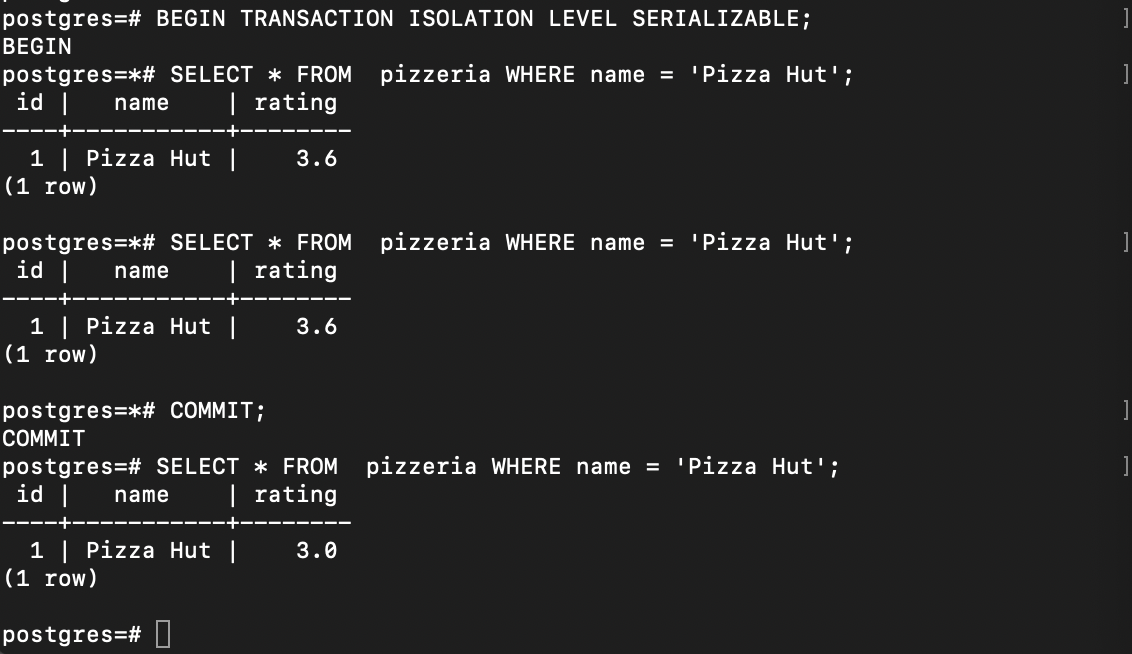 postgres=# BEGIN TRANSACTION ISOLATION LEVEL SERIALIZABLE; ]
BEGIN
postgres=*# SELECT * FROM  pizzeria WHERE name = 'Pizza Hut'; ]
 id |   name    | rating
----+-----------+--------
  1 | Pizza Hut |    3.6
(1 row)

postgres=*# SELECT * FROM  pizzeria WHERE name = 'Pizza Hut'; ]
 id |   name    | rating
----+-----------+--------
  1 | Pizza Hut |    3.6
(1 row)

postgres=*# COMMIT; ]
COMMIT
postgres=# SELECT * FROM  pizzeria WHERE name = 'Pizza Hut'; ]
 id |   name    | rating
----+-----------+--------
  1 | Pizza Hut |    3.0
(1 row)

postgres=#